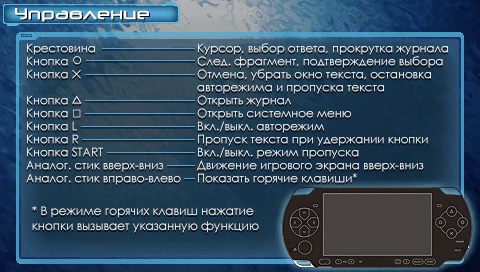 Управление
Крестовина Курсор, выбор ответа, прокрутка журнала
Кнопка ○ След. фрагмент, подтверждение выбора
Кнопка ✕ Отмена, убрать окно текста, остановка
авторежима и пропуска текста
Кнопка △ Открыть журнал
Кнопка □ Открыть системное меню
Кнопка L Вкл./выкл. авторежим
Кнопка R Пропуск текста при удержании кнопки
Кнопка START Вкл./выкл. режим пропуска
Аналог. стик вверх-вниз Движение игрового экрана вверх-вниз
Аналог. стик вправо-влево Показать горячие клавиши*
* В режиме горячих клавиш нажатие
кнопки вызывает указанную функцию